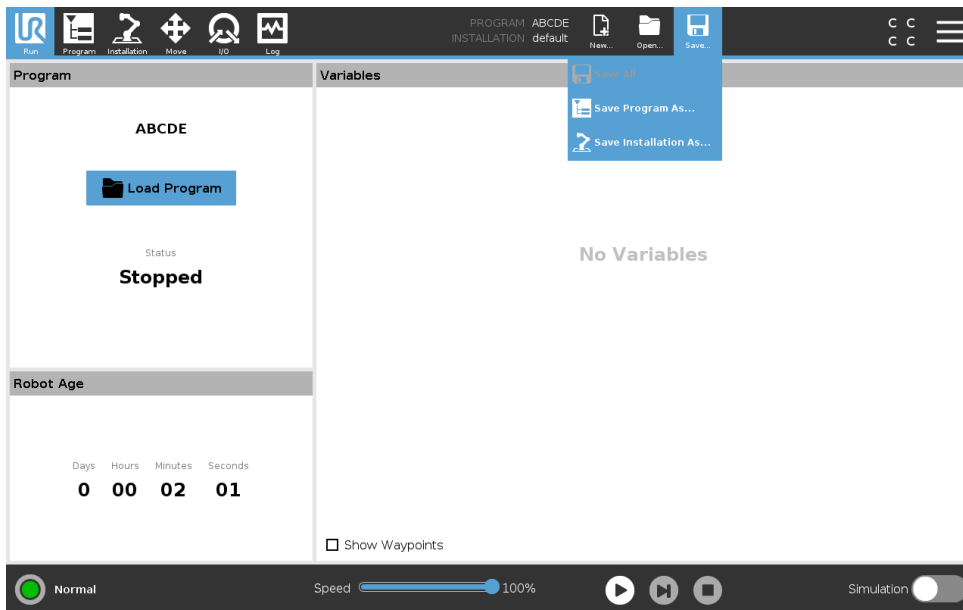 PROGRAM ABCDE
INSTALLATION default
C C
C C
Run Program Installation Move I/O Log New... Open... Save...
Program
Variables
Save All
Save Program As...
Save Installation As...
ABCDE
Load Program
Status
Stopped
No Variables
Robot Age
Days Hours Minutes Seconds
0 00 02 01
Show Waypoints
Normal
Speed 100%
Simulation